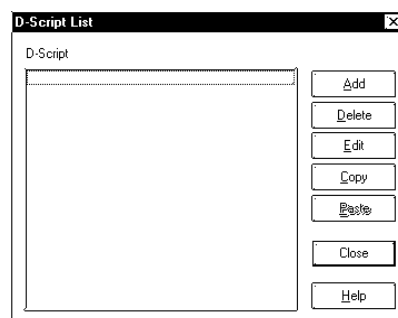 D-Script List
D-Script
Add
Delete
Edit
Copy
Paste
Close
Help